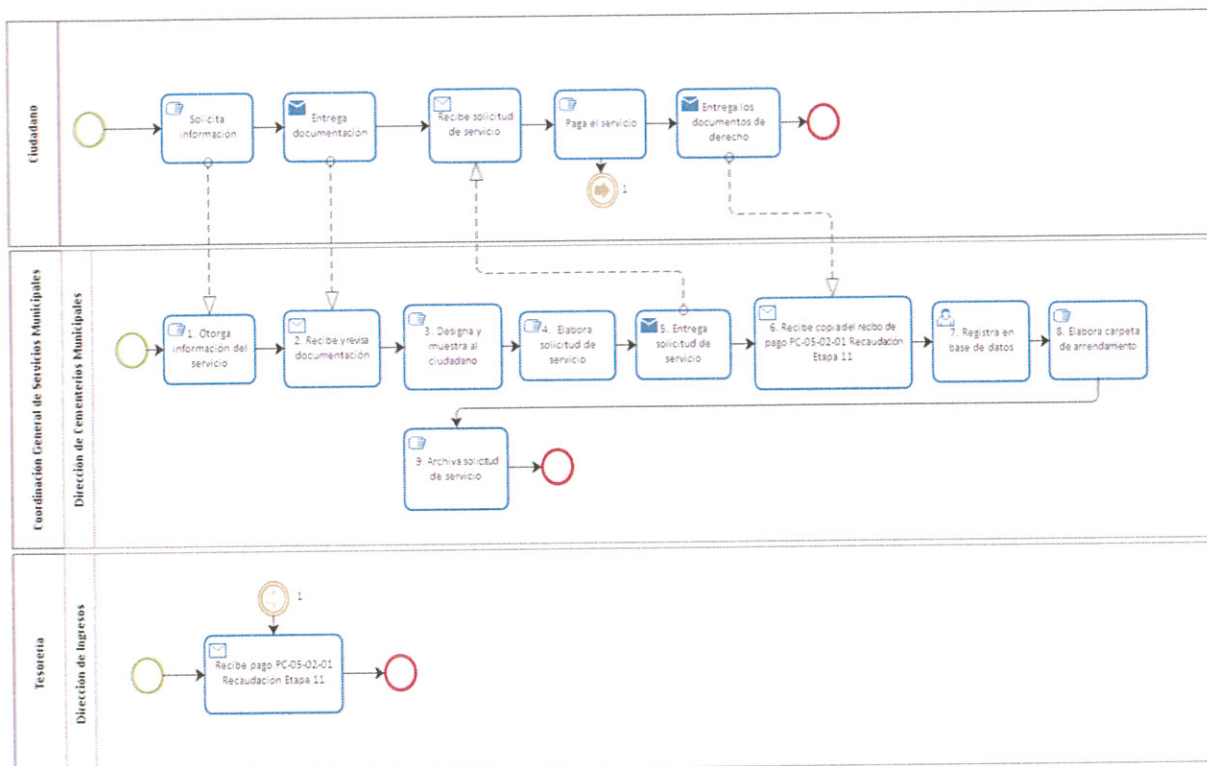 Ciudadano
Solicita
información
Entrega
documentación
Recibe solicitud
de servicio
Paga el servicio
1
Entrega los
documentos de
derecho
Coordinación General de Servicios Municipales
Dirección de Cementerios Municipales
1. Otorga
información del
servicio
2. Recibe y revisa
documentación
3. Designa y
muestra al
ciudadano
4. Elabora
solicitud de
servicio
5. Entrega
solicitud de
servicio
6. Recibe copia del recibo de
pago PC-05-02-01 Recaudación
Etapa 11
7. Registra en
base de datos
8. Elabora carpeta
de arrendamiento
9. Archiva solicitud
de servicio
Tesorería
Dirección de Ingresos
1
Recibe pago PC-05-02-01
Recaudación Etapa 11